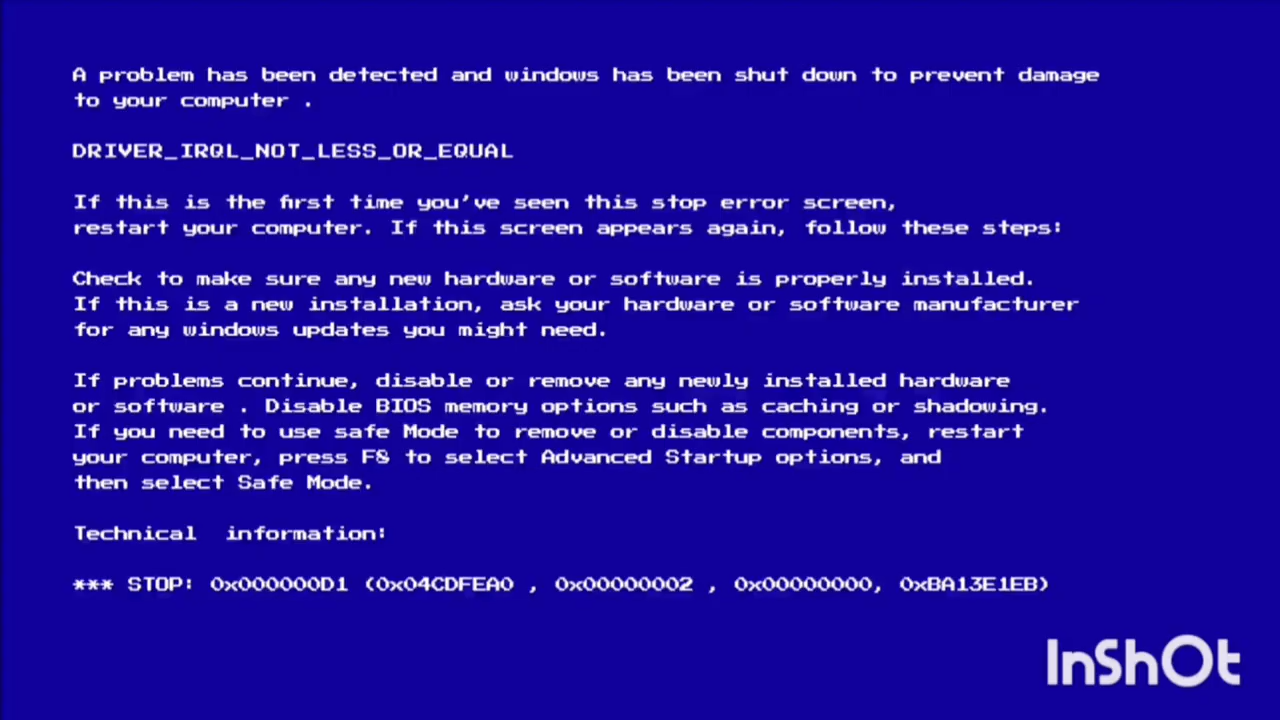 A problem has been detected and windows has been shut down to prevent damage
to your computer .
DRIVER_IRQL_NOT_LESS_OR_EQUAL
If this is the first time you've seen this stop error screen,
restart your computer. If this screen appears again, follow these steps:
Check to make sure any new hardware or software is properly installed.
If this is a new installation, ask your hardware or software manufacturer
for any windows updates you might need.
If problems continue, disable or remove any newly installed hardware
or software . Disable BIOS memory options such as caching or shadowing.
If you need to use safe Mode to remove or disable components, restart
your computer, press F8 to select Advanced Startup options, and
then select Safe Mode.
Technical  information:
*** STOP: 0x000000D1 (0x04CDFEA0 , 0x00000002 , 0x00000000, 0xBA13E1EB)
InShOt